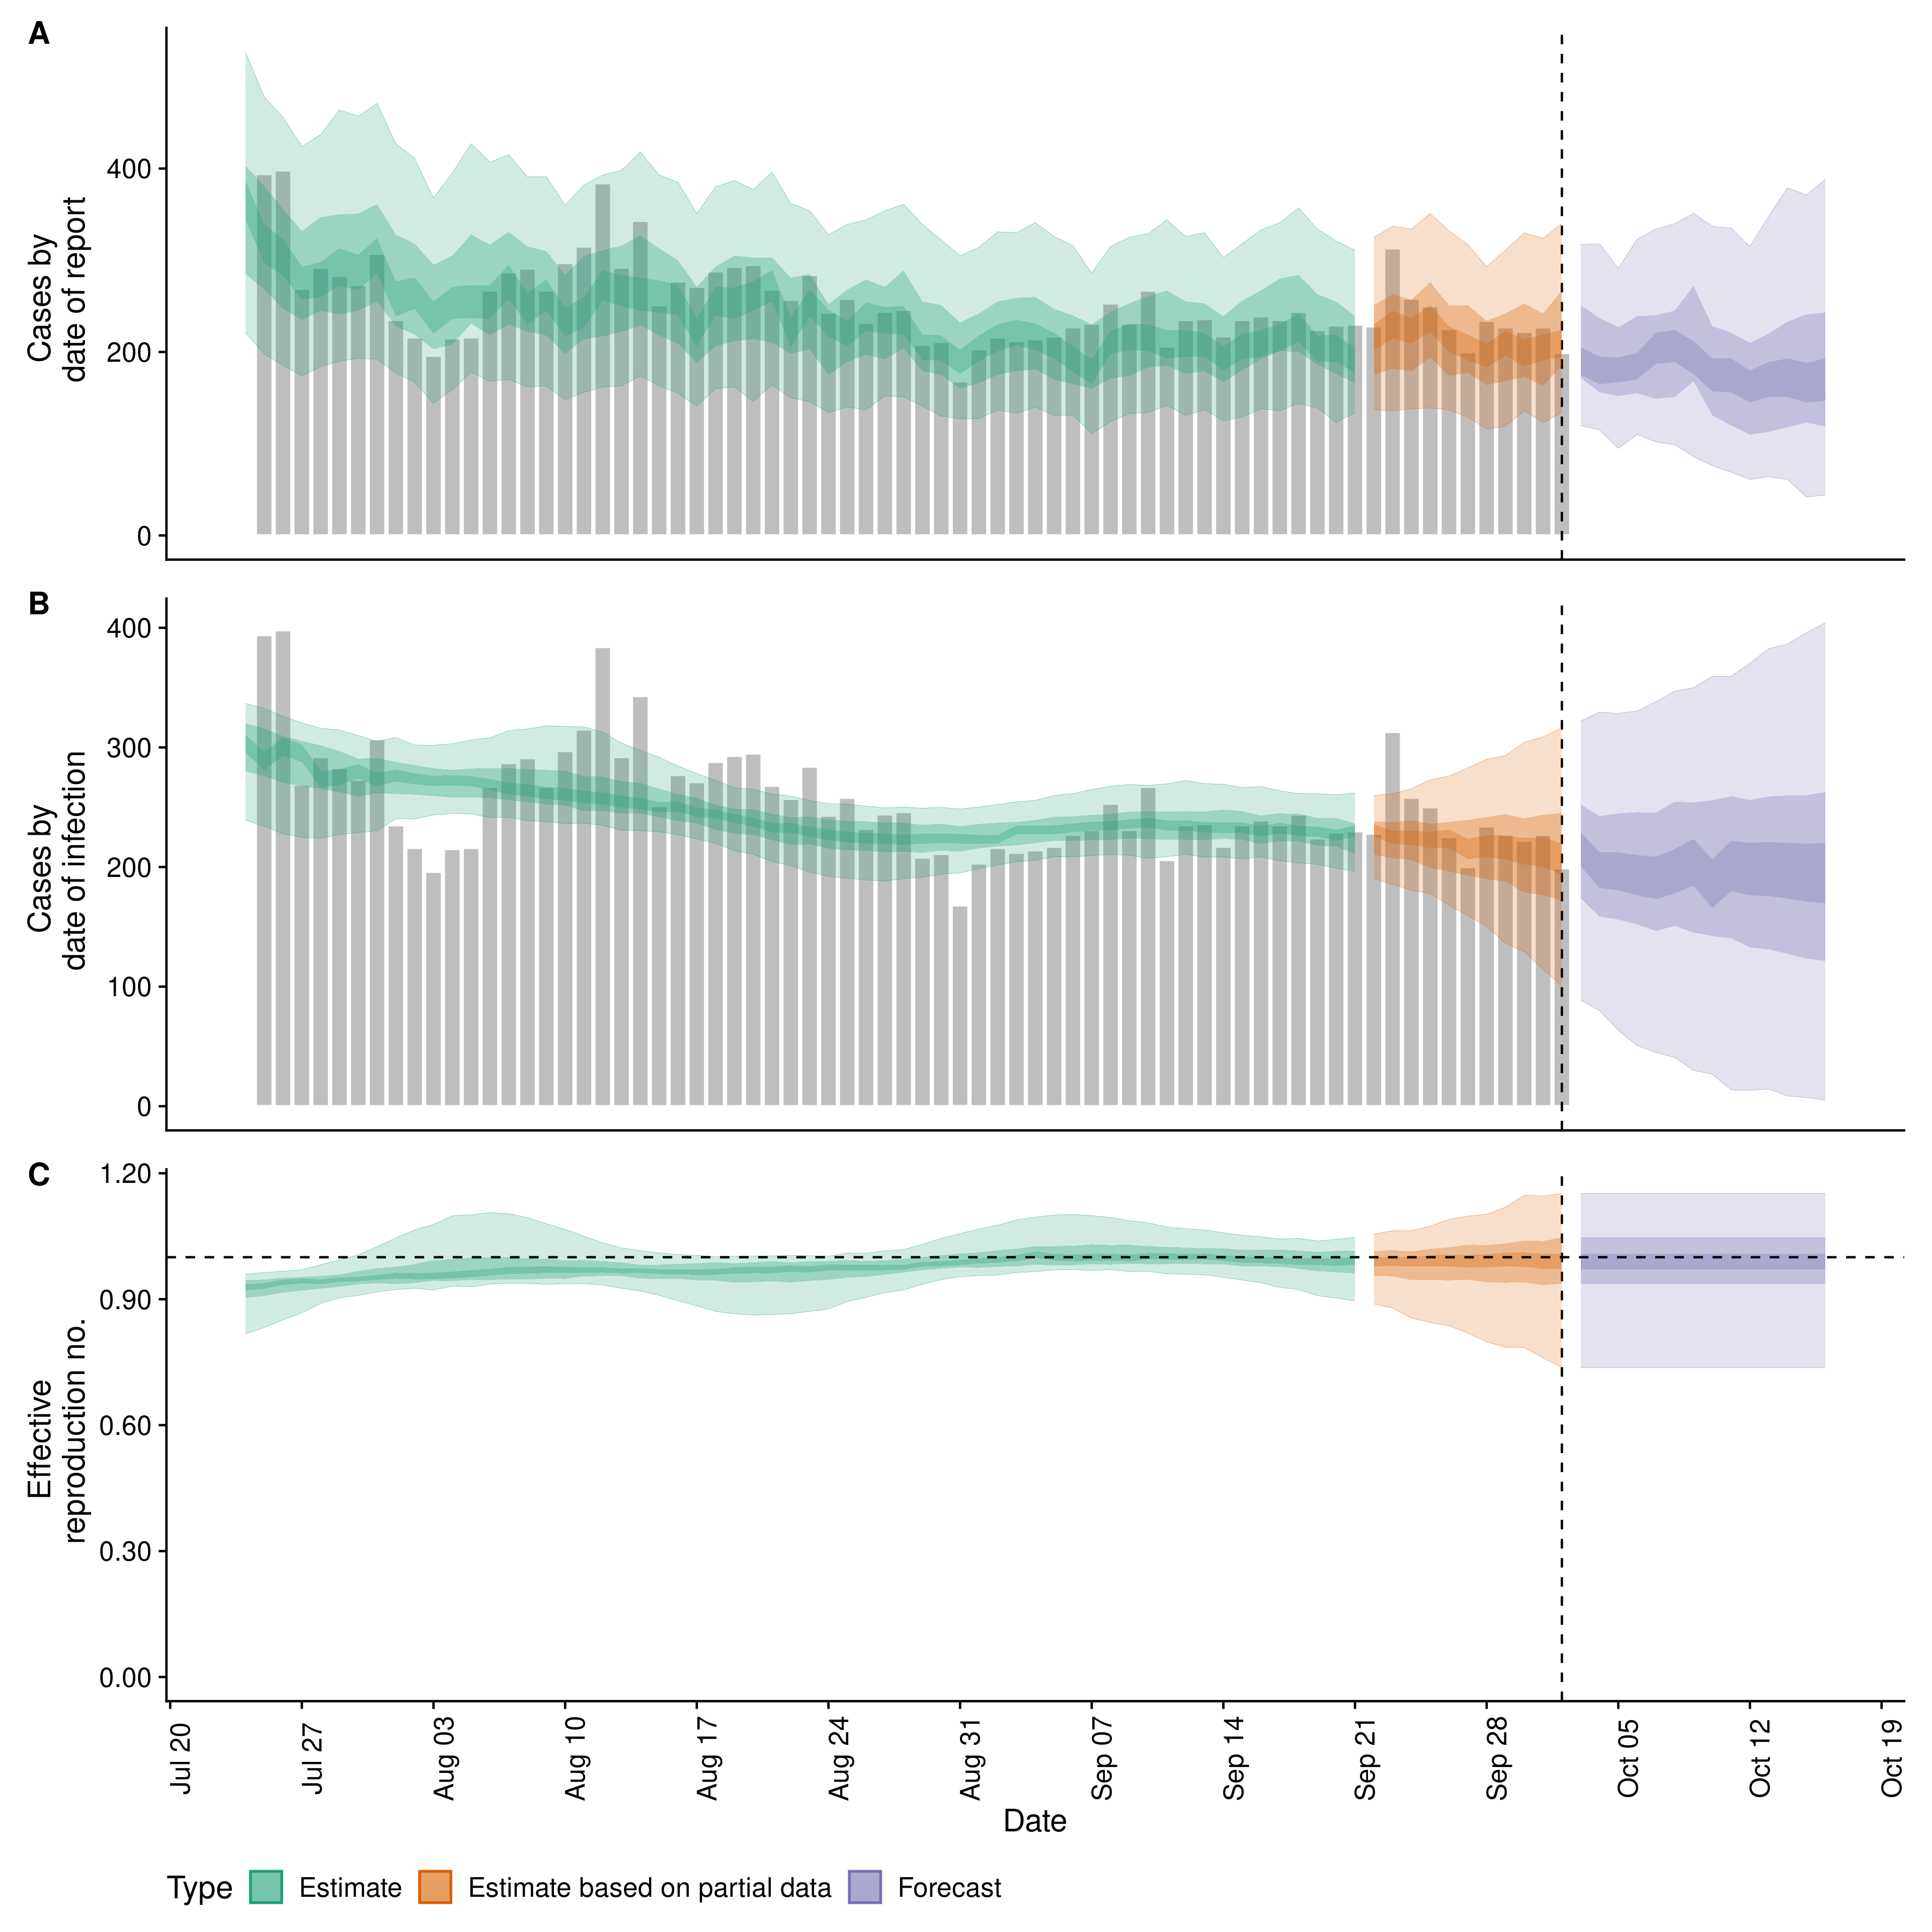 A
Cases by
date of report
400
200
0
B
Cases by
date of infection
400
300
200
100
0
C
Effective
reproduction no.
1.20
0.90
0.60
0.30
0.00
Jul 20
Jul 27
Aug 03
Aug 10
Aug 17
Aug 24
Aug 31
Sep 07
Sep 14
Sep 21
Sep 28
Oct 05
Oct 12
Oct 19
Date
Type Estimate Estimate based on partial data Forecast